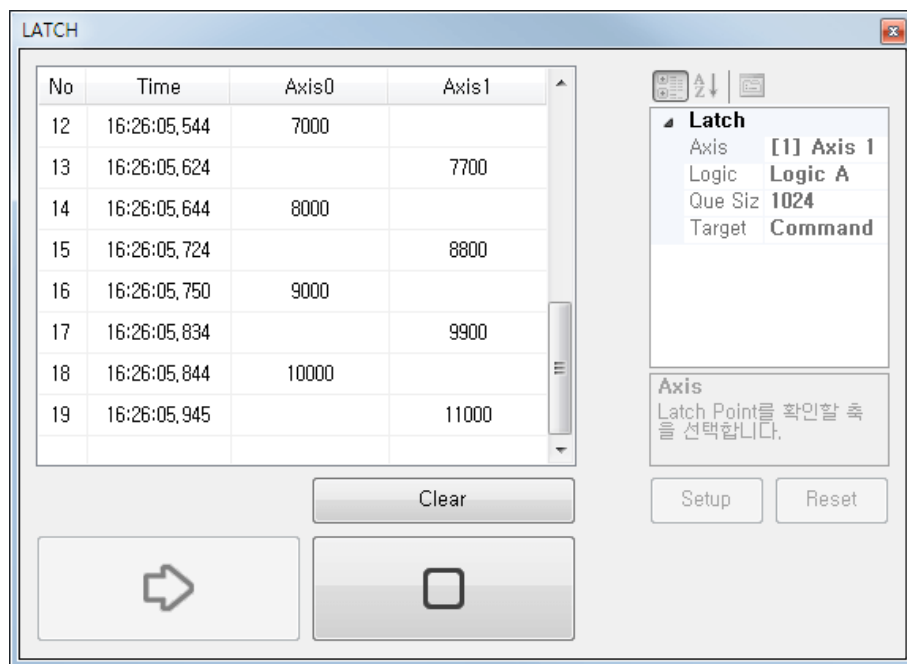 LATCH
No Time Axis0 Axis1
12 16:26:05,544 7000
13 16:26:05,624 7700
14 16:26:05,644 8000
15 16:26:05,724 8800
16 16:26:05,750 9000
17 16:26:05,834 9900
18 16:26:05,844 10000
19 16:26:05,945 11000
Clear
Latch
Axis [1] Axis 1
Logic Logic A
Que Siz 1024
Target Command
Axis
Latch Point를 확인할 축
을 선택합니다.
Setup Reset